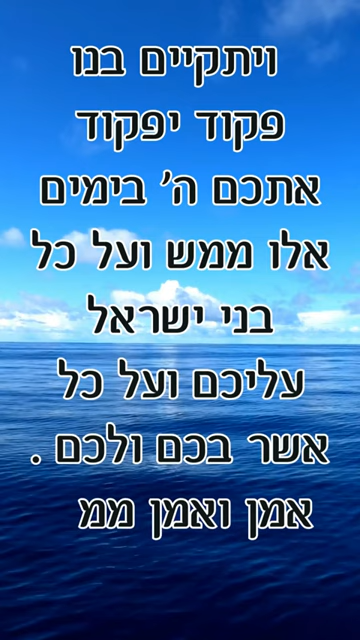 ויתקיים בנו
פקוד יפקוד
אתכם ה' בימים
אלו ממש ועל כל
בני ישראל
עליכם ועל כל
אשר בכם ולכם .
אמן ואמן ממ